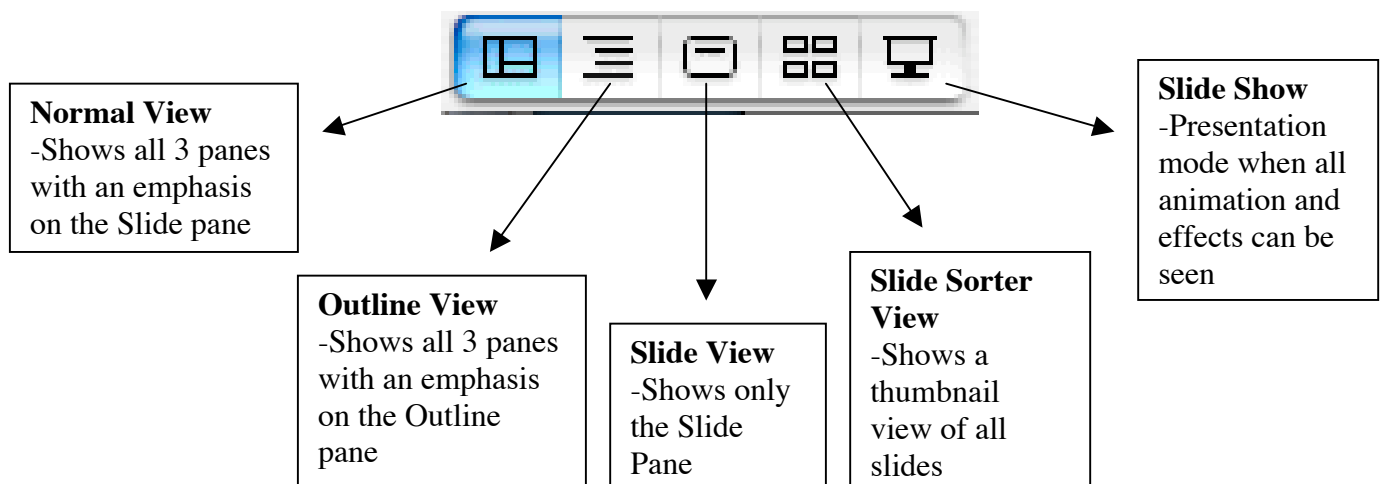 Normal View
-Shows all 3 panes
with an emphasis
on the Slide pane
Outline View
-Shows all 3 panes
with an emphasis
on the Outline
pane
Slide View
-Shows only
the Slide
Pane
Slide Sorter
View
-Shows a
thumbnail
view of all
slides
Slide Show
-Presentation
mode when all
animation and
effects can be
seen